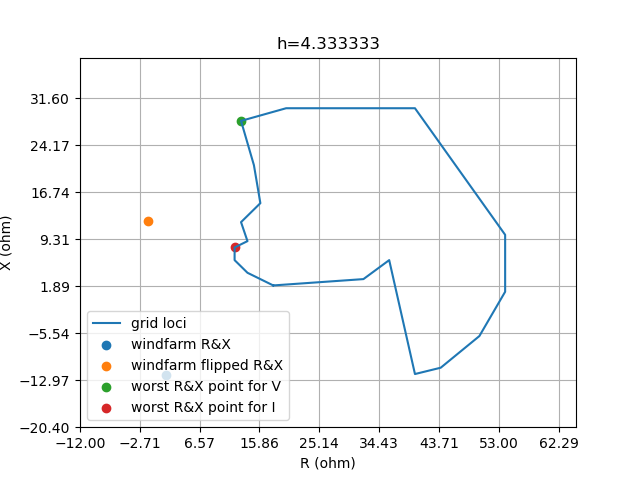 h=4.333333
31.60
24.17
16.74
9.31
1.89
−5.54
−12.97
−20.40
X (ohm)
grid loci
windfarm R&X
windfarm flipped R&X
worst R&X point for V
worst R&X point for I
−12.00 −2.71 6.57 15.86 25.14 34.43 43.71 53.00 62.29
R (ohm)